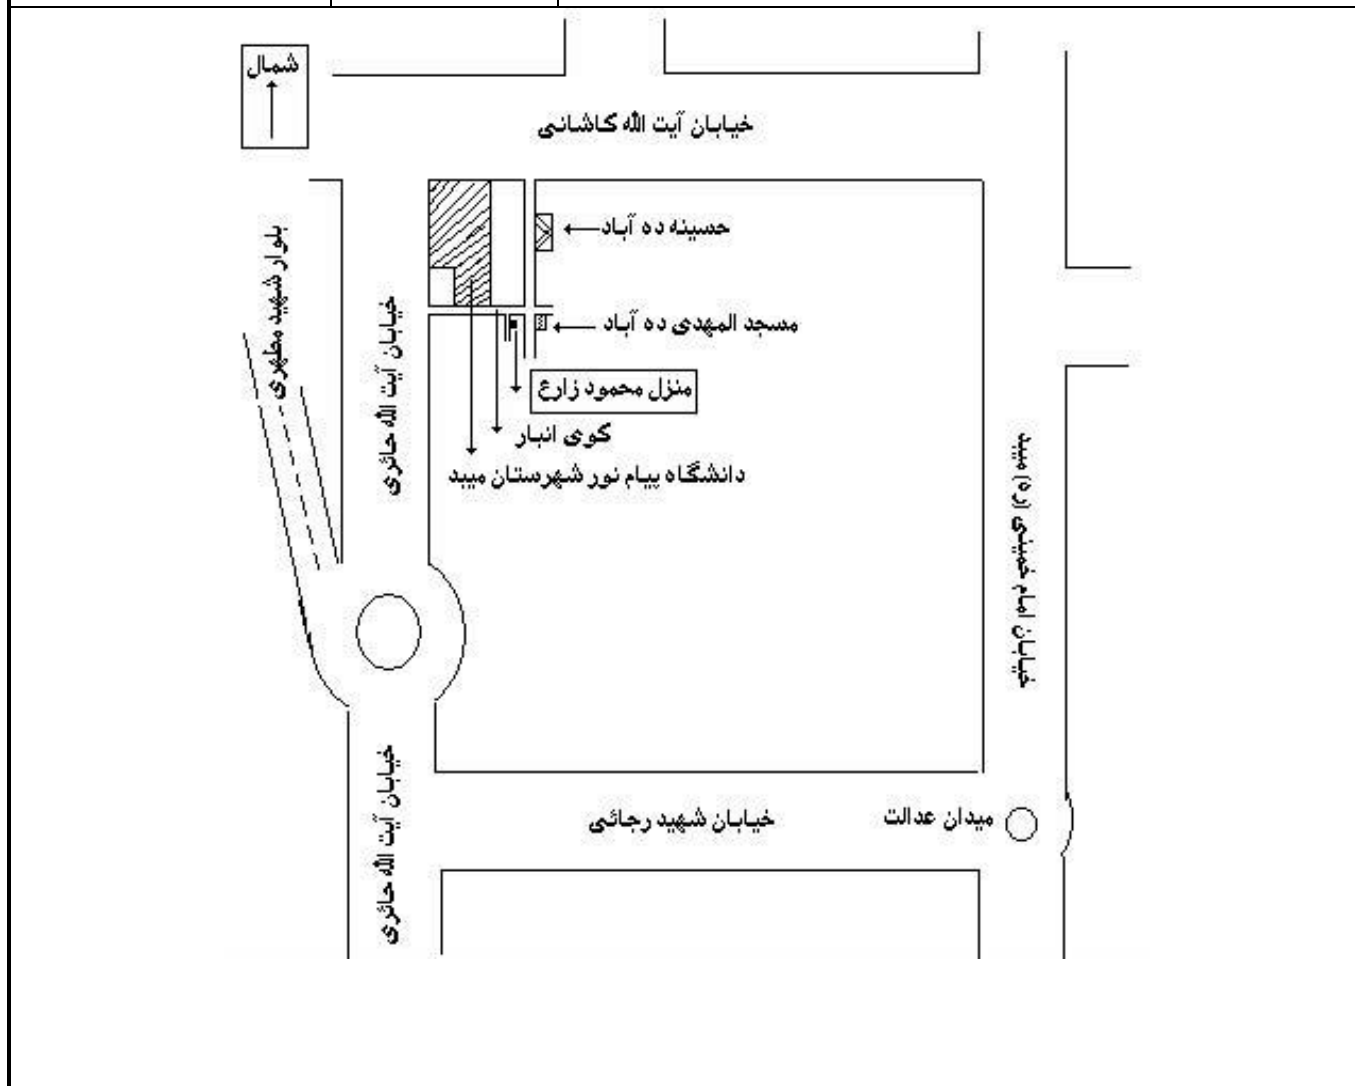 شمال
خیابان آیت الله کاشانی
حسینه ده آباد
بلوار شهید مطهری
خیابان آیت الله حائری
مسجد المهدی ده آباد
منزل محمود زارع
کوی انبار
دانشگاه پیام نور شهرستان میبد
خیابان امام خمینی (ره) میبد
خیابان آیت الله حائری
خیابان شهید رجائی
میدان عدالت